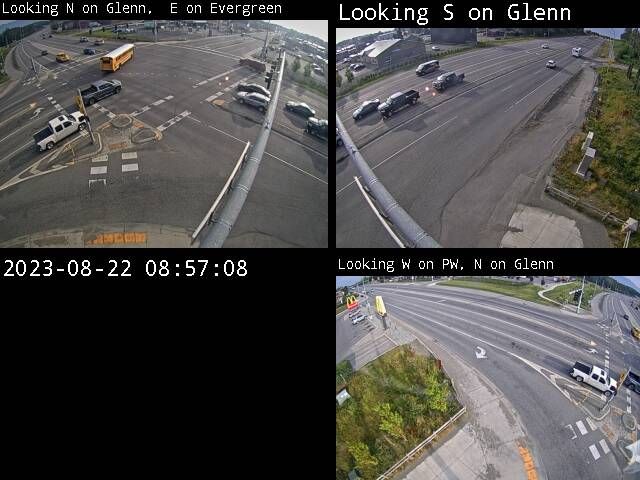 Looking N on Glenn, E on Evergreen
Looking S on Glenn
2023-08-22 08:57:08
Looking W on PW, N on Glenn